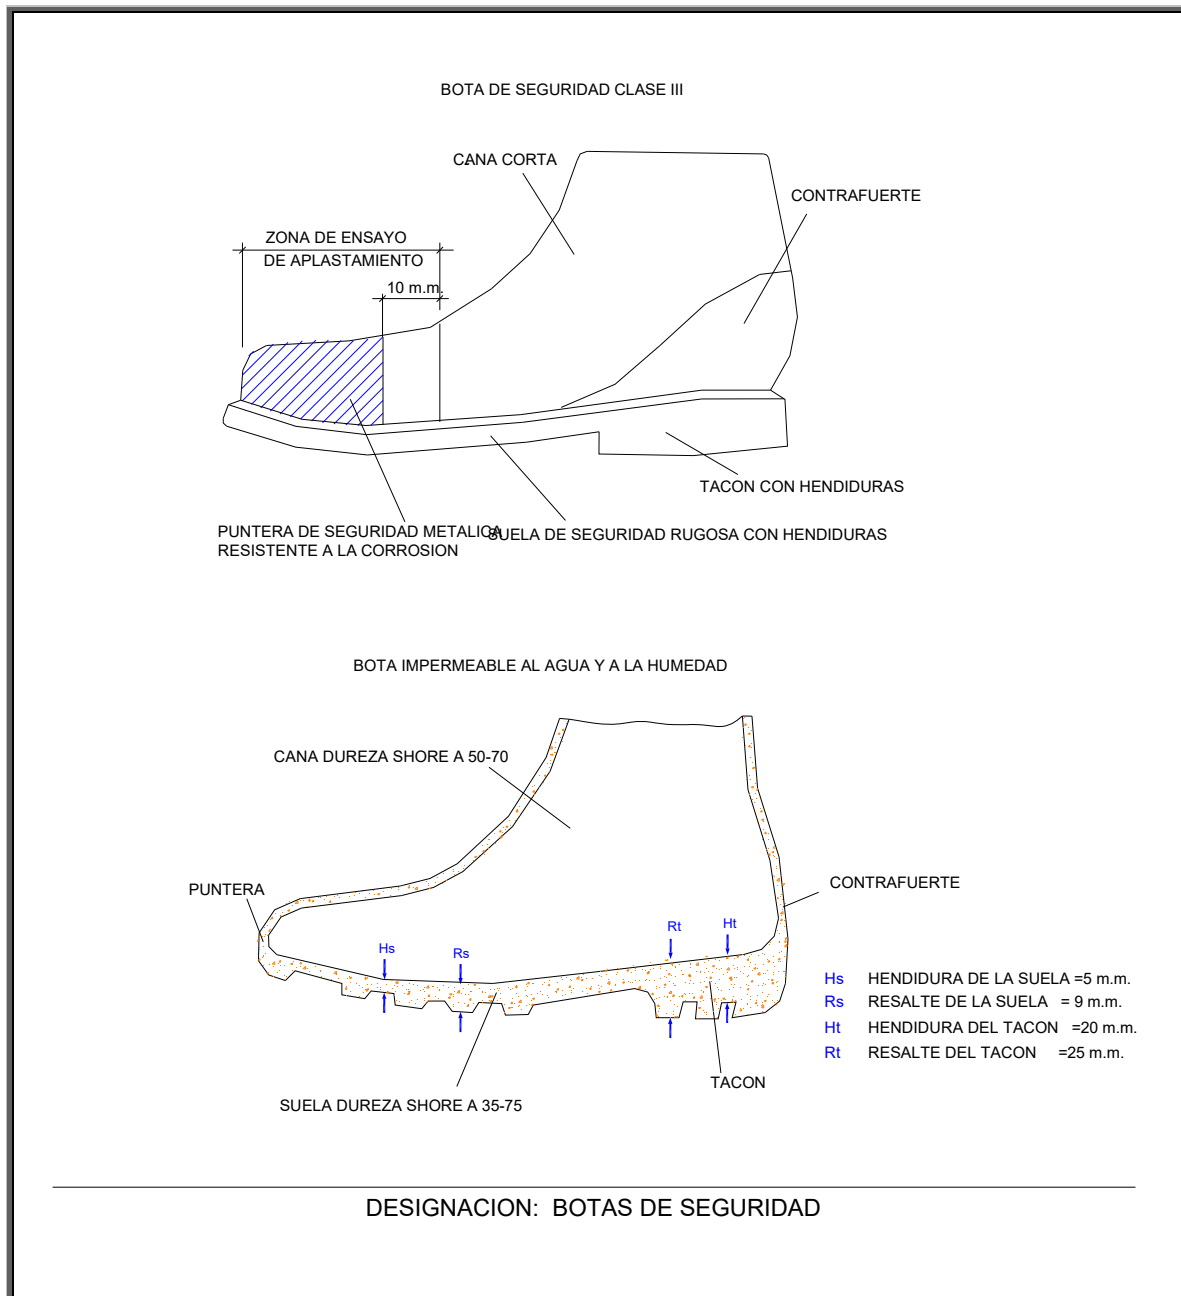 BOTA DE SEGURIDAD CLASE III
CANA CORTA
CONTRAFUERTE
ZONA DE ENSAYO
DE APLASTAMIENTO
10 m.m.
TACON CON HENDIDURAS
PUNTERA DE SEGURIDAD METALICA
RESISTENTE A LA CORROSION
SUELA DE SEGURIDAD RUGOSA CON HENDIDURAS
BOTA IMPERMEABLE AL AGUA Y A LA HUMEDAD
CANA DUREZA SHORE A 50-70
PUNTERA
CONTRAFUERTE
Hs
Rs
Rt
Ht
Hs HENDIDURA DE LA SUELA =5 m.m.
Rs RESALTE DE LA SUELA = 9 m.m.
Ht HENDIDURA DEL TACON =20 m.m.
Rt RESALTE DEL TACON =25 m.m.
TACON
SUELA DUREZA SHORE A 35-75
DESIGNACION: BOTAS DE SEGURIDAD